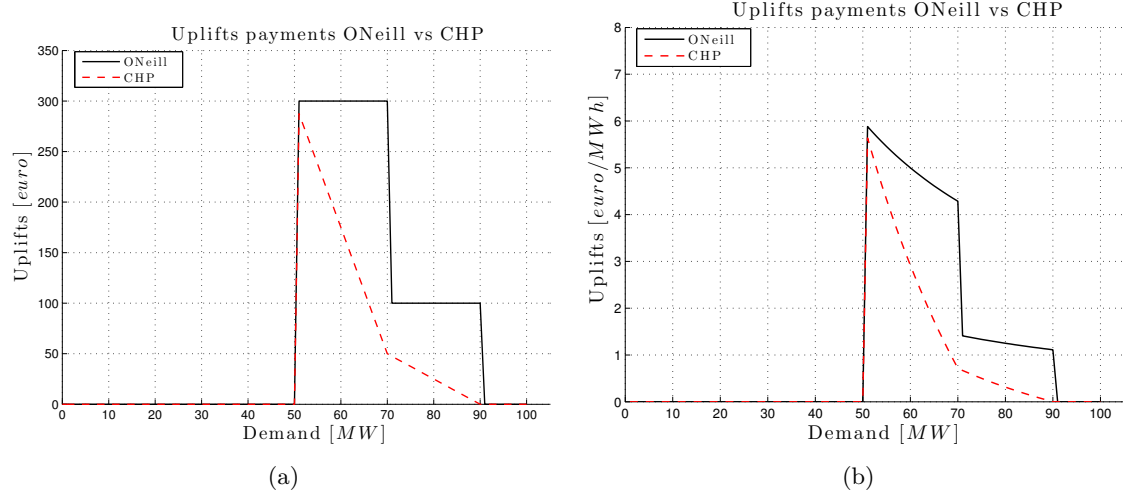 Uplifts payments ONeill vs CHP
ONeill
CHP
Uplifts [euro]
350
300
250
200
150
100
50
0
0 10 20 30 40 50 60 70 80 90 100
Demand [MW]
(a)
Uplifts payments ONeill vs CHP
ONeill
CHP
Uplifts [euro/MWh]
8
7
6
5
4
3
2
1
0
0 10 20 30 40 50 60 70 80 90 100
Demand [MW]
(b)